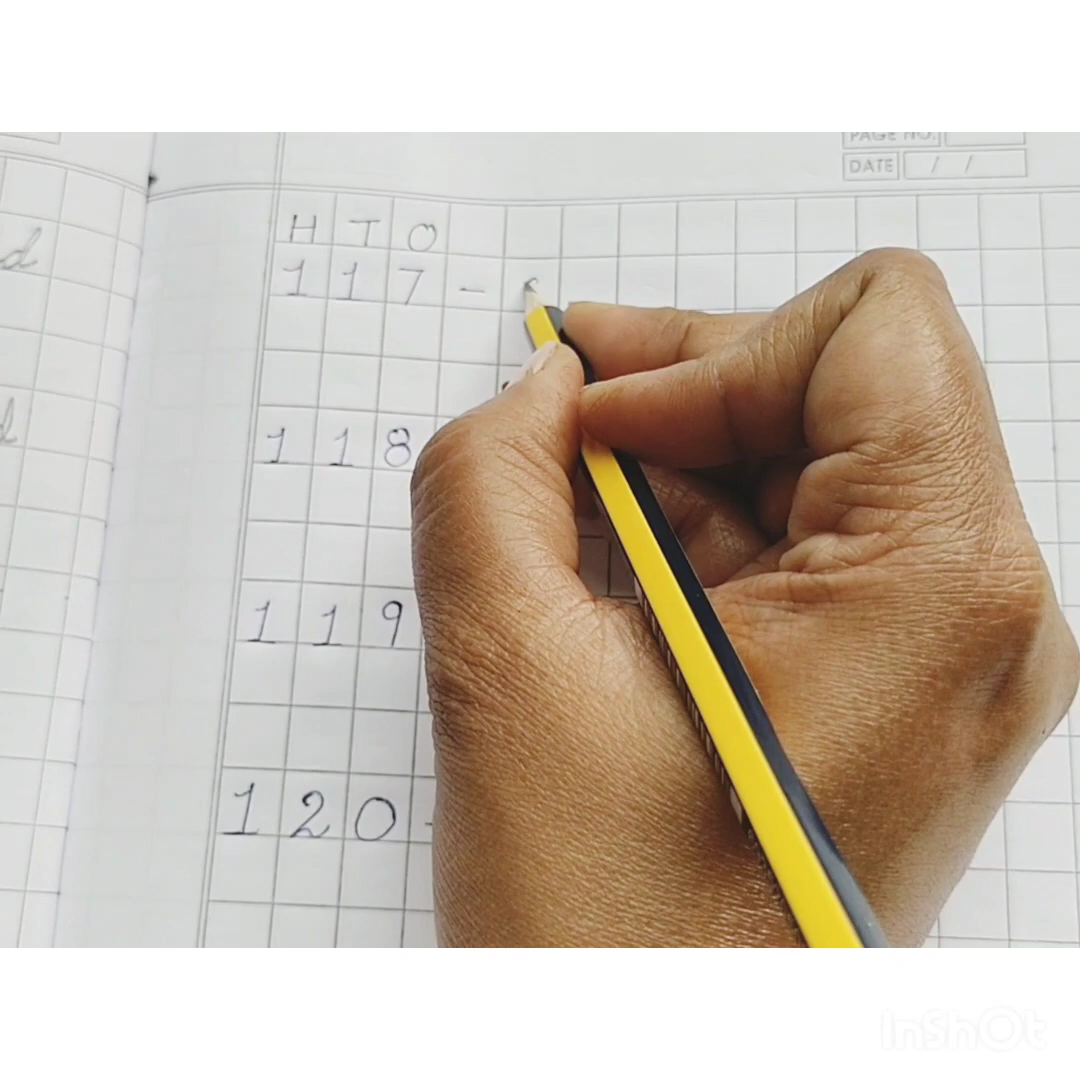 PAGE NO.
DATE / /
H T O
1 1 7 -
1 1 8
1 1 9
1 2 0 -
d
d
InShOt